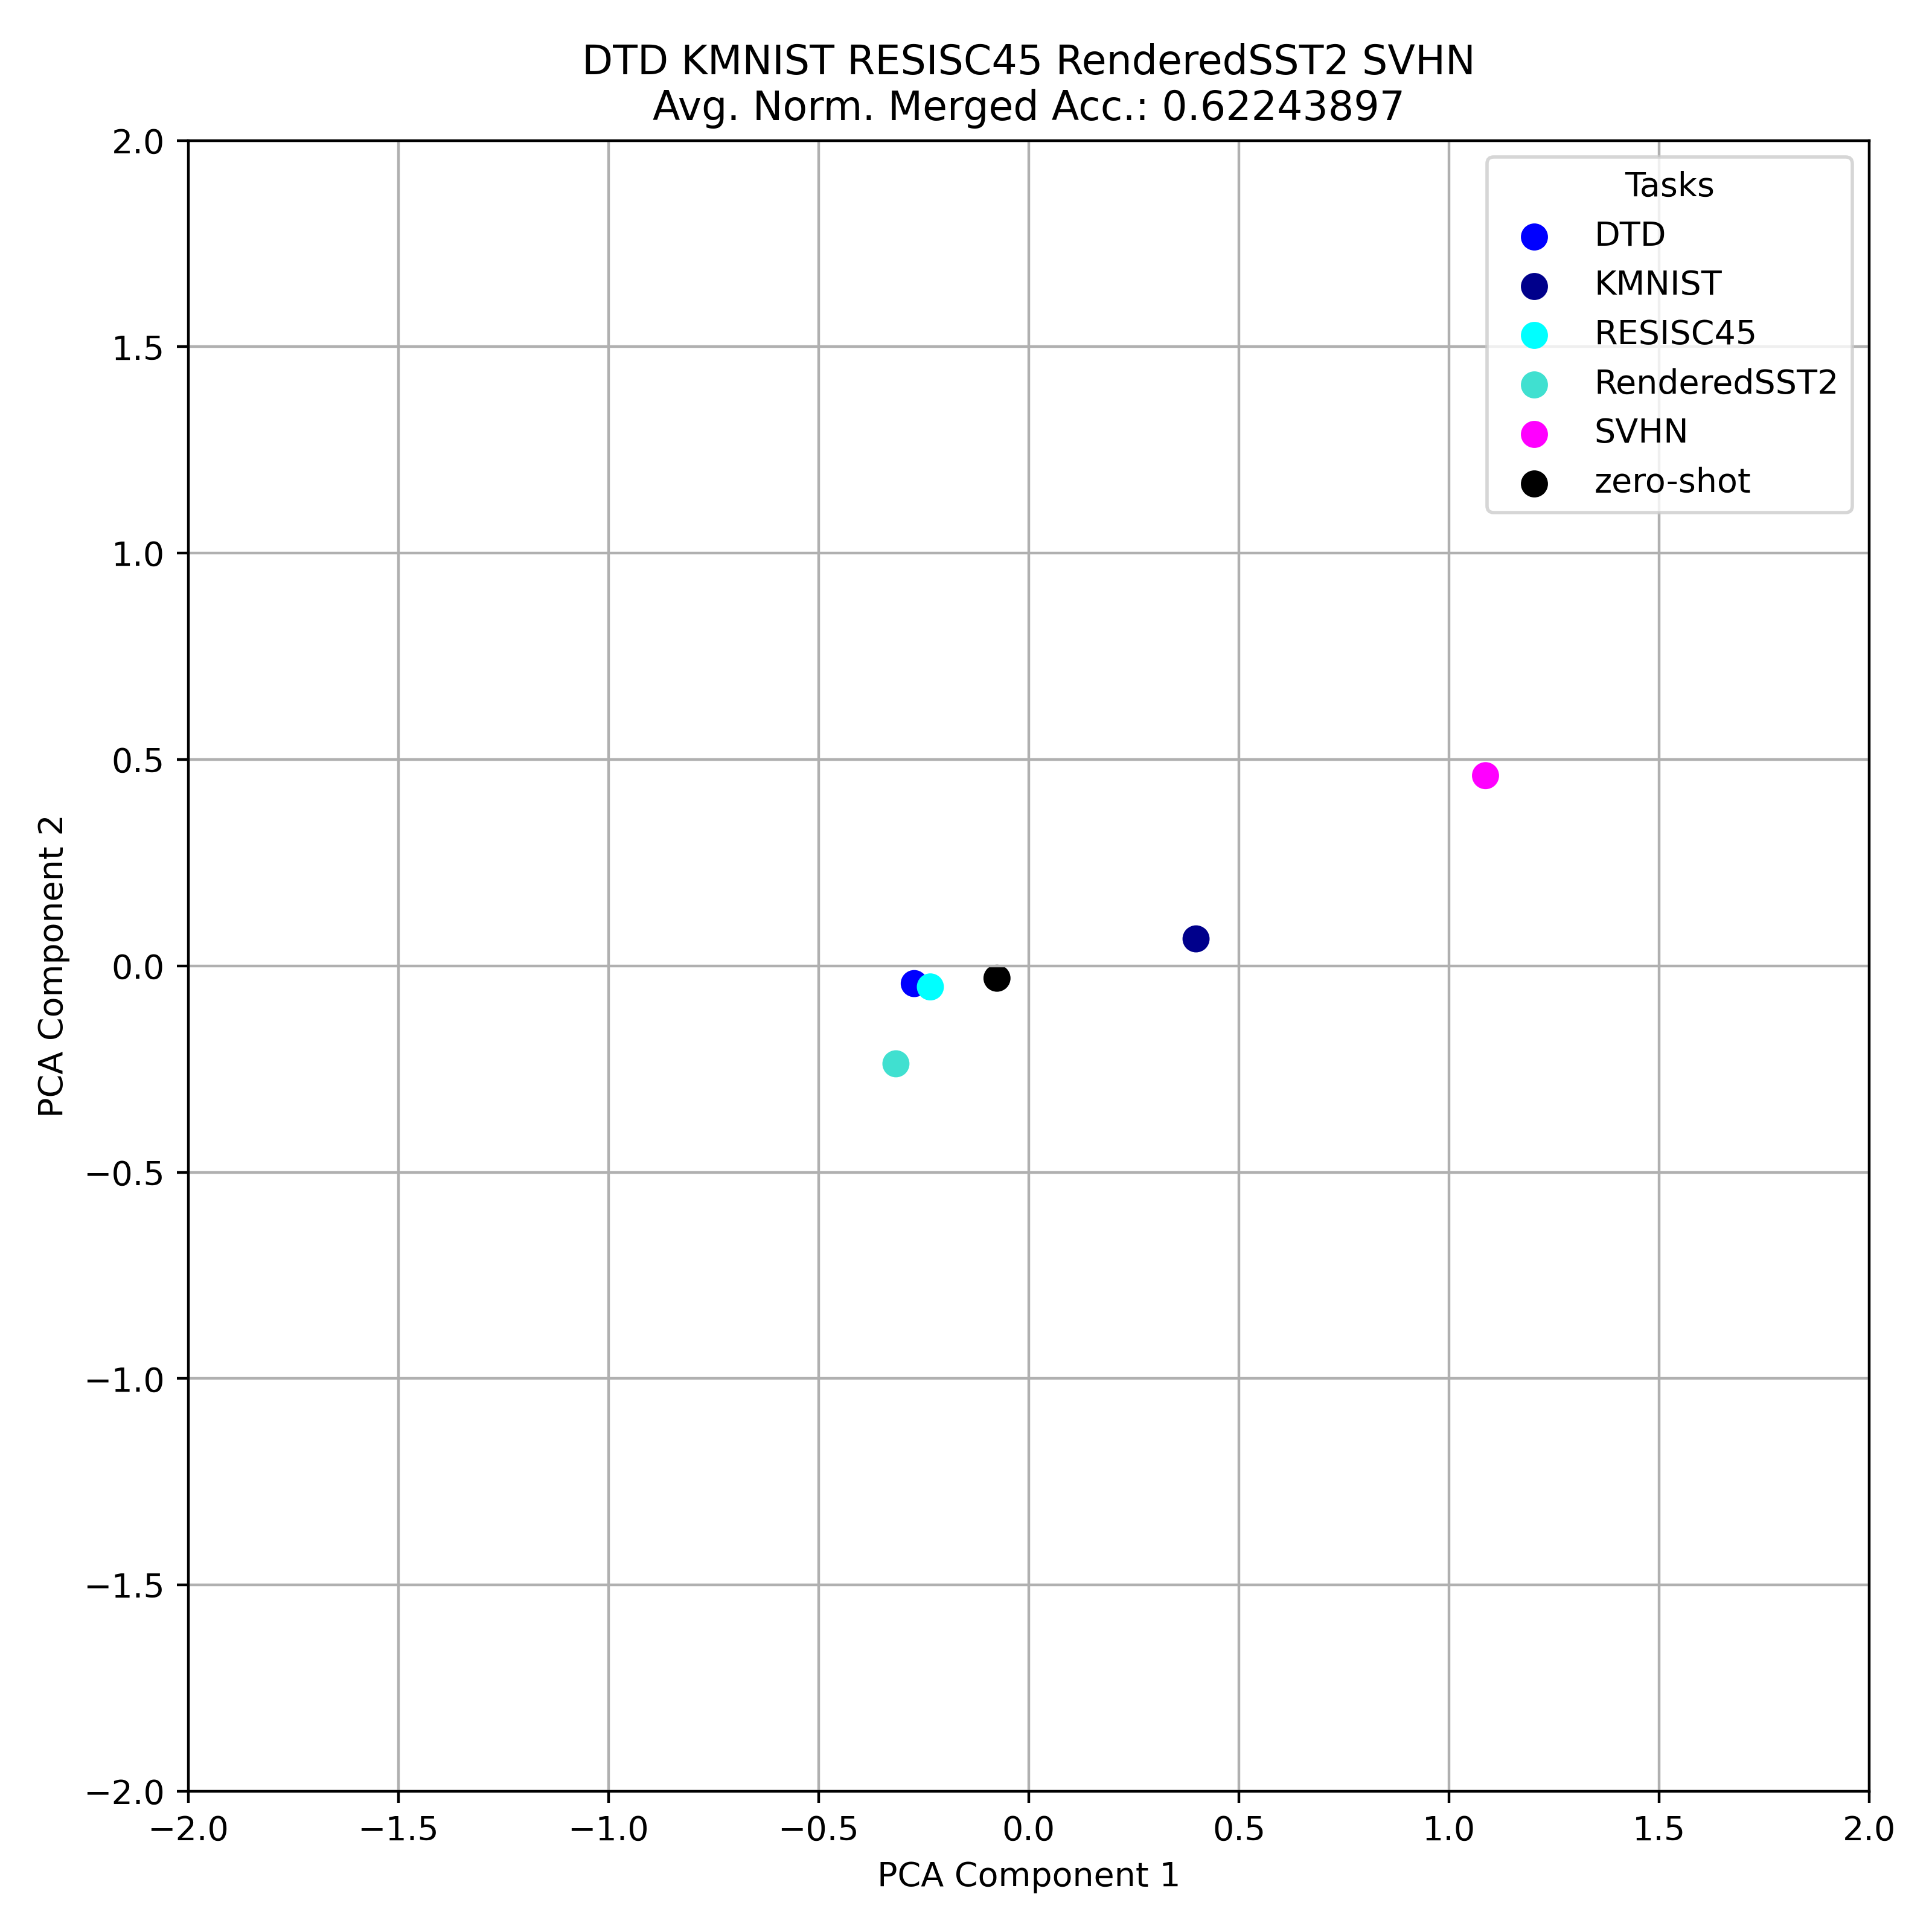 DTD KMNIST RESISC45 RenderedSST2 SVHN
Avg. Norm. Merged Acc.: 0.62243897
Tasks
DTD
KMNIST
RESISC45
RenderedSST2
SVHN
zero-shot
2.0
1.5
1.0
0.5
0.0
−0.5
−1.0
−1.5
−2.0
PCA Component 2
−2.0 −1.5 −1.0 −0.5 0.0 0.5 1.0 1.5 2.0
PCA Component 1